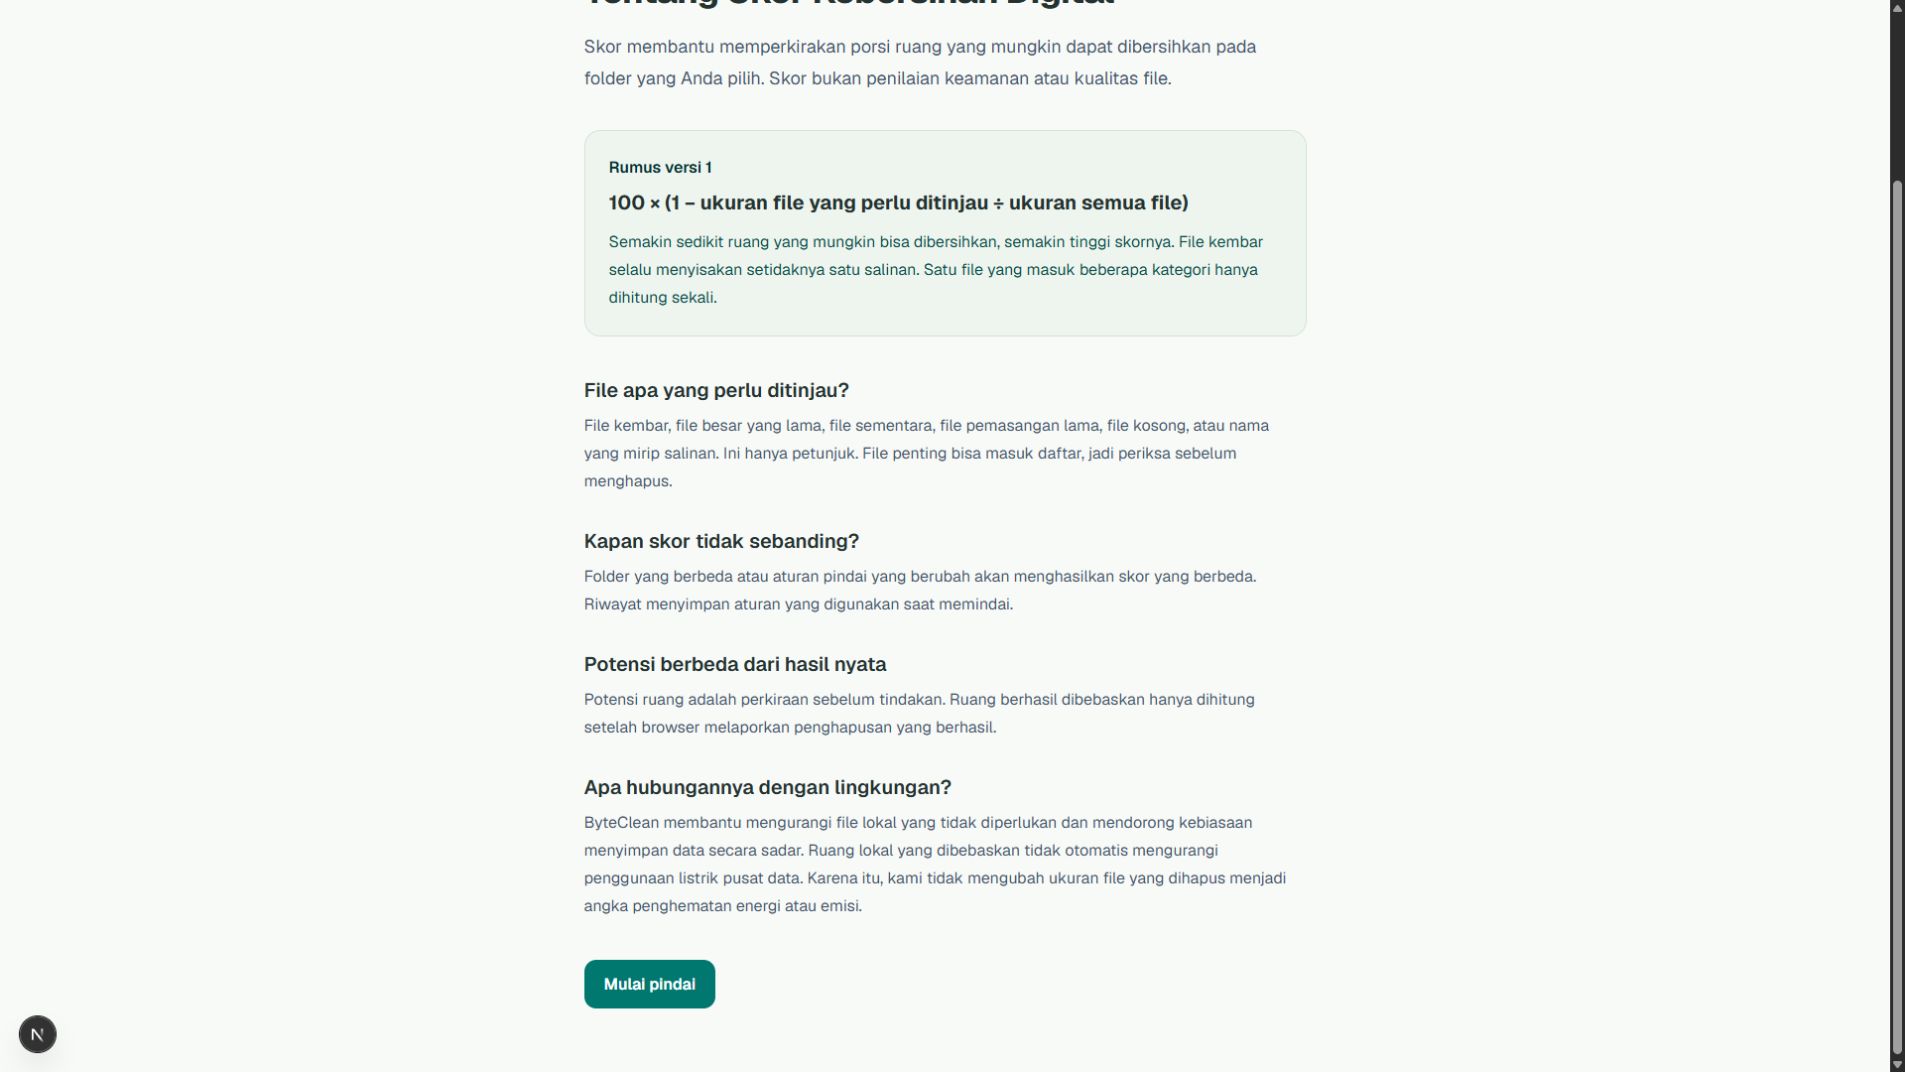 Tentang Skor Kebersihan Digital
Skor membantu memperkirakan porsi ruang yang mungkin dapat dibersihkan pada
folder yang Anda pilih. Skor bukan penilaian keamanan atau kualitas file.
Rumus versi 1
100 × (1 − ukuran file yang perlu ditinjau ÷ ukuran semua file)
Semakin sedikit ruang yang mungkin bisa dibersihkan, semakin tinggi skornya. File kembar
selalu menyisakan setidaknya satu salinan. Satu file yang masuk beberapa kategori hanya
dihitung sekali.
File apa yang perlu ditinjau?
File kembar, file besar yang lama, file sementara, file pemasangan lama, file kosong, atau nama
yang mirip salinan. Ini hanya petunjuk. File penting bisa masuk daftar, jadi periksa sebelum
menghapus.
Kapan skor tidak sebanding?
Folder yang berbeda atau aturan pindai yang berubah akan menghasilkan skor yang berbeda.
Riwayat menyimpan aturan yang digunakan saat memindai.
Potensi berbeda dari hasil nyata
Potensi ruang adalah perkiraan sebelum tindakan. Ruang berhasil dibebaskan hanya dihitung
setelah browser melaporkan penghapusan yang berhasil.
Apa hubungannya dengan lingkungan?
ByteClean membantu mengurangi file lokal yang tidak diperlukan dan mendorong kebiasaan
menyimpan data secara sadar. Ruang lokal yang dibebaskan tidak otomatis mengurangi
penggunaan listrik pusat data. Karena itu, kami tidak mengubah ukuran file yang dihapus menjadi
angka penghematan energi atau emisi.
Mulai pindai
N